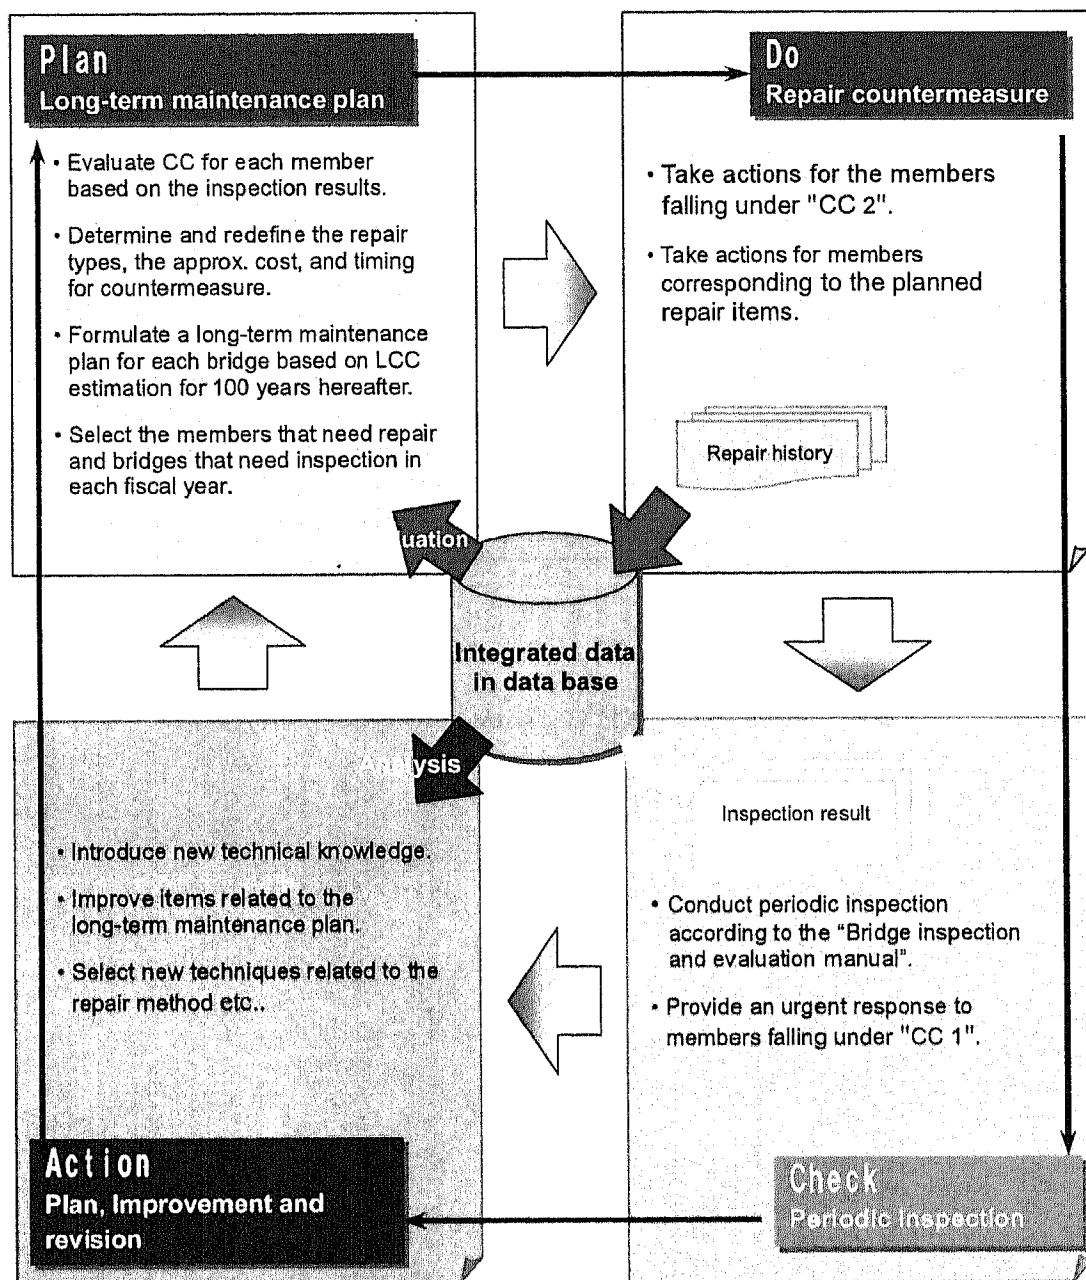 Plan
Long-term maintenance plan
• Evaluate CC for each member
based on the inspection results.
• Determine and redefine the repair
types, the approx. cost, and timing
for countermeasure.
• Formulate a long-term maintenance
plan for each bridge based on LCC
estimation for 100 years hereafter.
• Select the members that need repair
and bridges that need inspection in
each fiscal year.
Do
Repair countermeasure
• Take actions for the members
falling under "CC 2".
• Take actions for members
corresponding to the planned
repair items.
Repair history
uation
Integrated data
in data base
Analysis
• Introduce new technical knowledge.
• Improve items related to the
long-term maintenance plan.
• Select new techniques related to the
repair method etc..
Action
Plan, Improvement and
revision
Inspection result
• Conduct periodic inspection
according to the “Bridge inspection
and evaluation manual”.
• Provide an urgent response to
members falling under "CC 1".
Check
Periodic Inspection